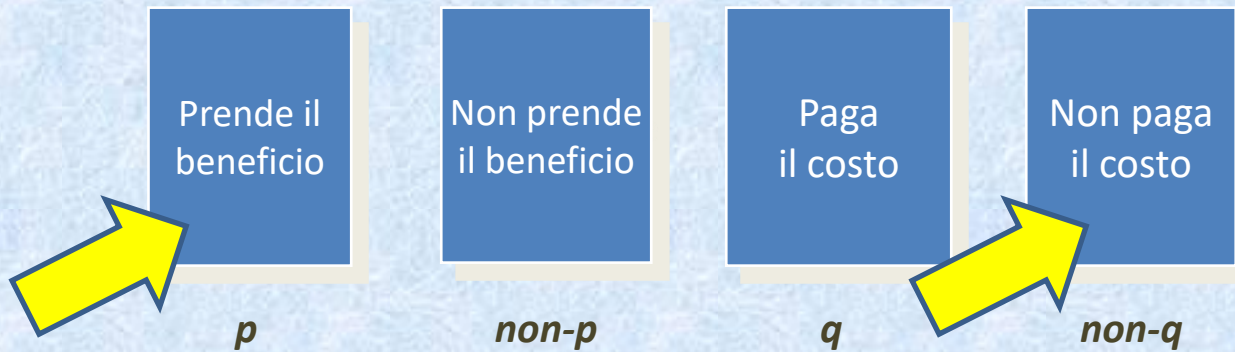 Prende il
beneficio
Non prende
il beneficio
Paga
il costo
Non paga
il costo
p
non-p
q
non-q